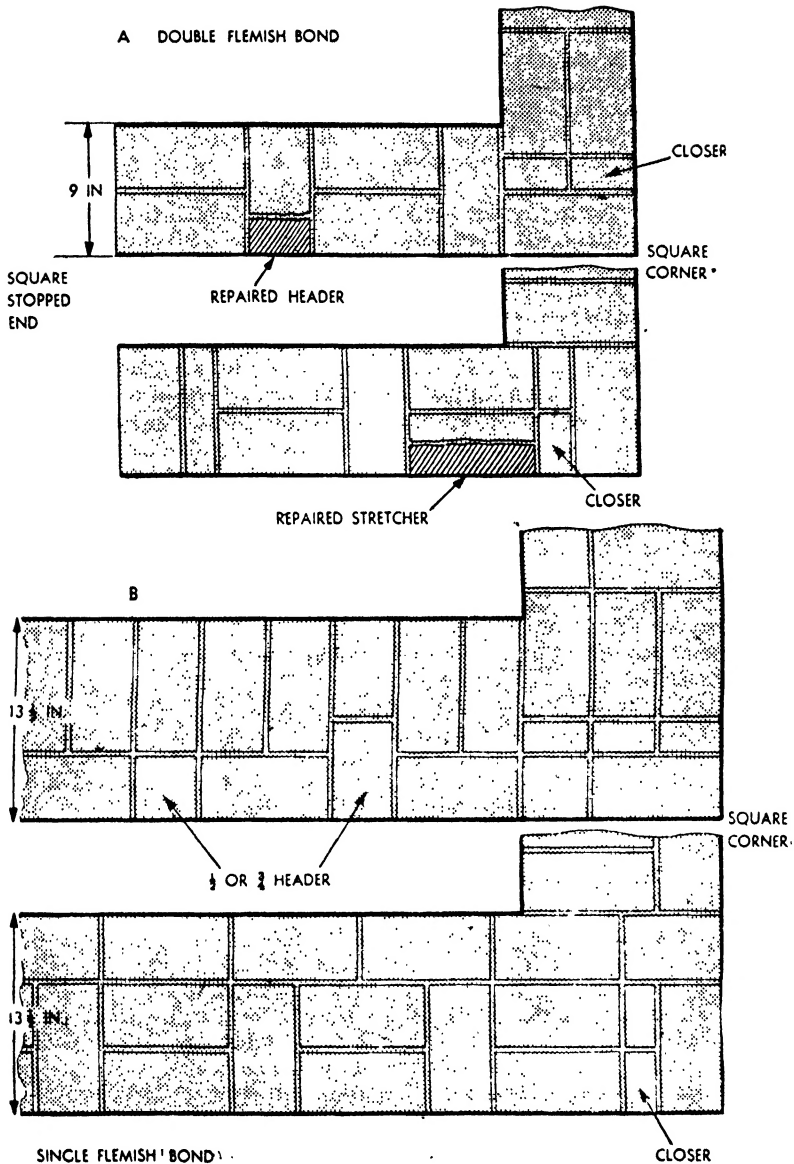 A DOUBLE FLEMISH BOND
CLOSER
9 IN
SQUARE
STOPPED
END
REPAIRED HEADER
SQUARE
CORNER
REPAIRED STRETCHER
CLOSER
B
13 ½ IN.
½ OR ¾ HEADER
SQUARE
CORNER.
13 ½ IN.
SINGLE FLEMISH BOND
CLOSER